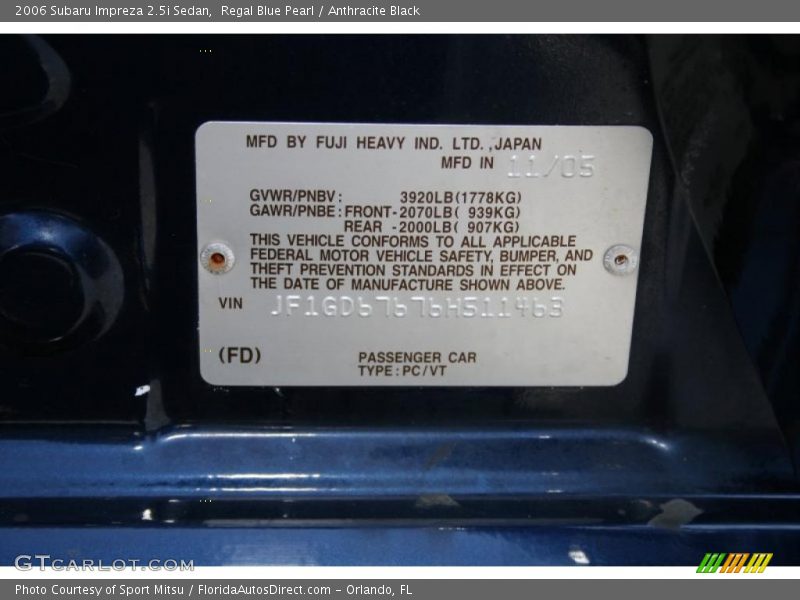 2006 Subaru Impreza 2.5i Sedan,  Regal Blue Pearl / Anthracite Black
MFD BY FUJI HEAVY IND. LTD.,JAPAN
MFD IN 11/05
GVWR/PNBV: 3920LB(1778KG)
GAWR/PNBE:FRONT-2070LB( 939KG)
REAR -2000LB( 907KG)
THIS VEHICLE CONFORMS TO ALL APPLICABLE
FEDERAL MOTOR VEHICLE SAFETY, BUMPER, AND
THEFT PREVENTION STANDARDS IN EFFECT ON
THE DATE OF MANUFACTURE SHOWN ABOVE.
VIN JF1GD67676H511463
(FD) PASSENGER CAR
TYPE:PC/VT
GTcarlot.com
Photo Courtesy of Sport Mitsu / FloridaAutosDirect.com - Orlando, FL